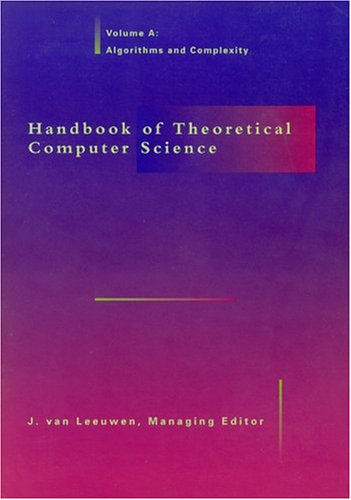 Volume A:
Algorithms and Complexity
Handbook of Theoretical
Computer Science
J. van Leeuwen, Managing Editor